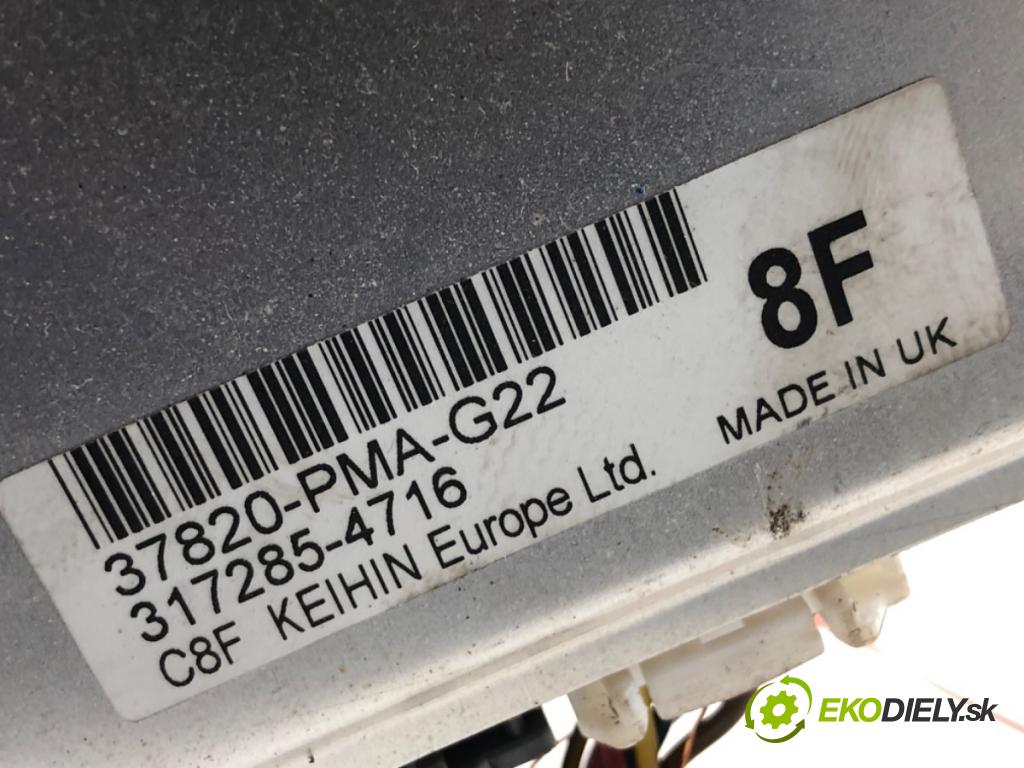 8F
37820-PMA-G22
317285-4716
C8F KEIHIN Europe Ltd.
MADE IN UK
EKODIELY.sk